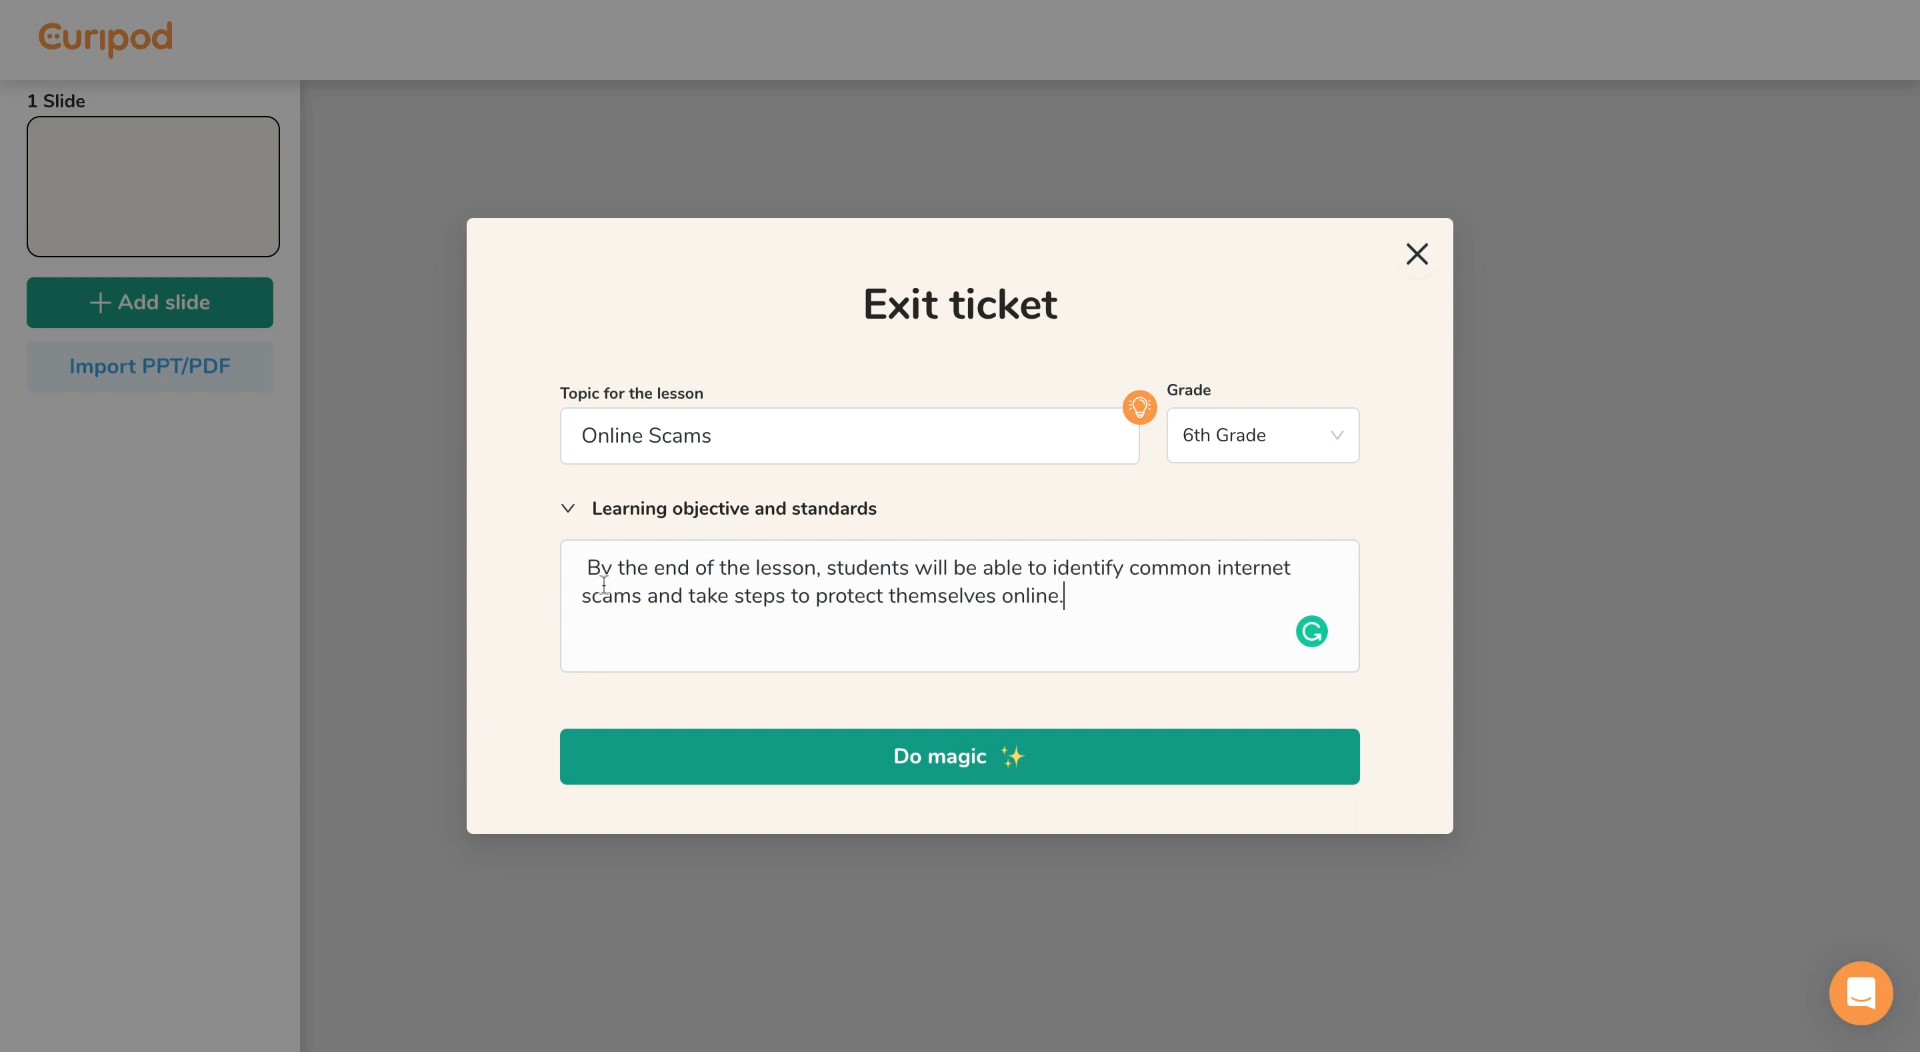 Curipod
1 Slide
+ Add slide
Import PPT/PDF
Exit ticket
Topic for the lesson
Grade
Online Scams
6th Grade
Learning objective and standards
By the end of the lesson, students will be able to identify common internet
scams and take steps to protect themselves online.
Do magic ✨